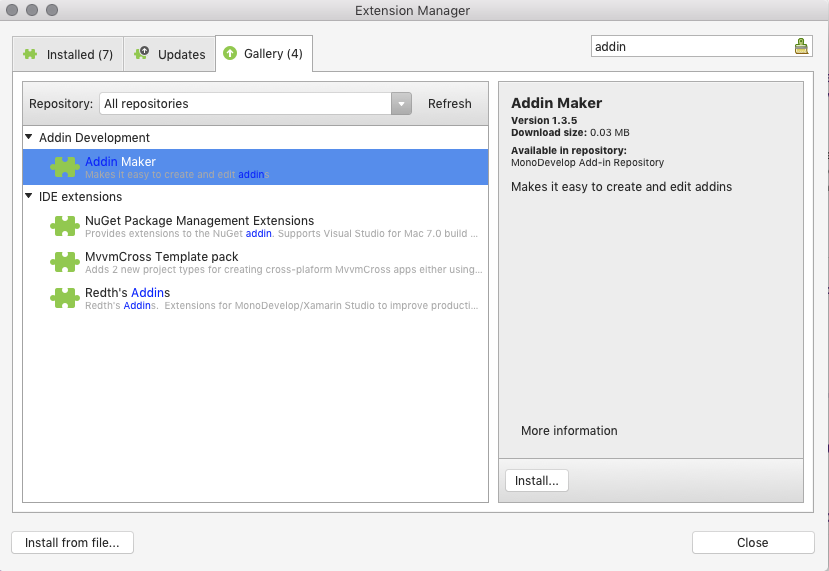 Extension Manager
Installed (7)
Updates
Gallery (4)
addin
Repository:
All repositories
Refresh
Addin Development
Addin Maker
Makes it easy to create and edit addins
IDE extensions
NuGet Package Management Extensions
Provides extensions to the NuGet addin. Supports Visual Studio for Mac 7.0 build ...
MvvmCross Template pack
Adds 2 new project types for creating cross-plaform MvvmCross apps either using...
Redth's Addins
Redth's Addins.  Extensions for MonoDevelop/Xamarin Studio to improve producti...
Addin Maker
Version 1.3.5
Download size: 0.03 MB
Available in repository:
MonoDevelop Add-in Repository
Makes it easy to create and edit addins
More information
Install...
Install from file...
Close